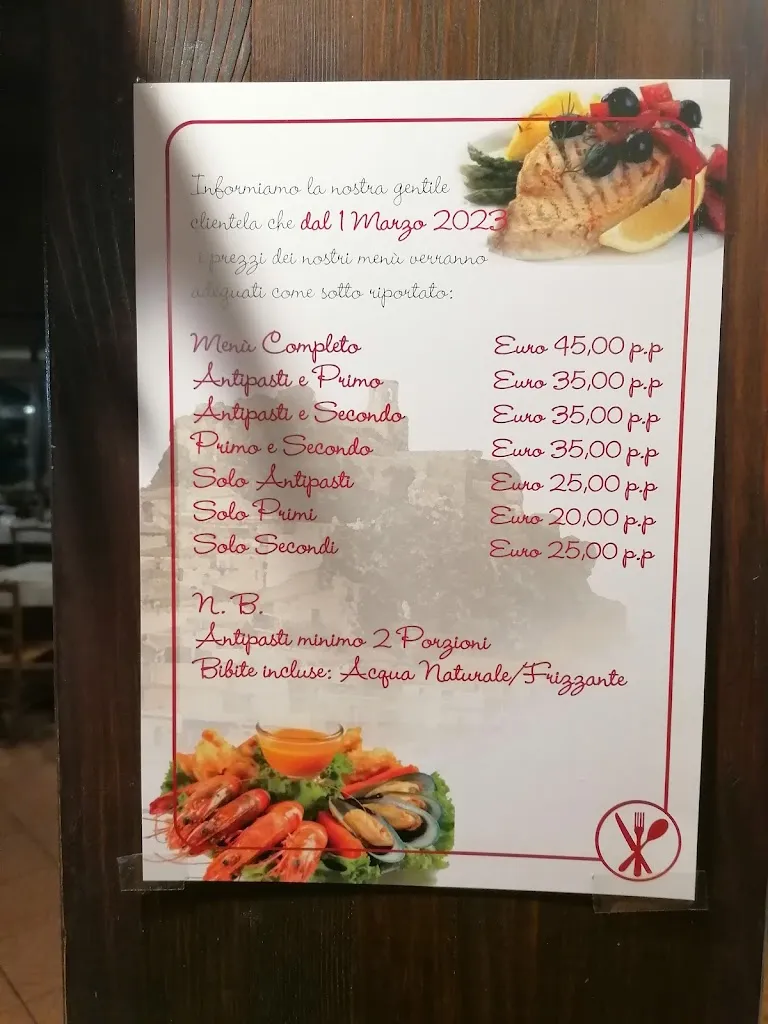 Informiamo la nostra gentile
clientela che dal 1 Marzo 2023
i prezzi dei nostri menù verranno
adeguati come sotto riportato:
Menù Completo Euro 45,00 p.p
Antipasti e Primo Euro 35,00 p.p
Antipasti e Secondo Euro 35,00 p.p
Primo e Secondo Euro 35,00 p.p
Solo Antipasti Euro 25,00 p.p
Solo Primi Euro 20,00 p.p
Solo Secondi Euro 25,00 p.p
N. B.
Antipasti minimo 2 Porzioni
Bibite incluse: Acqua Naturale/Frizzante